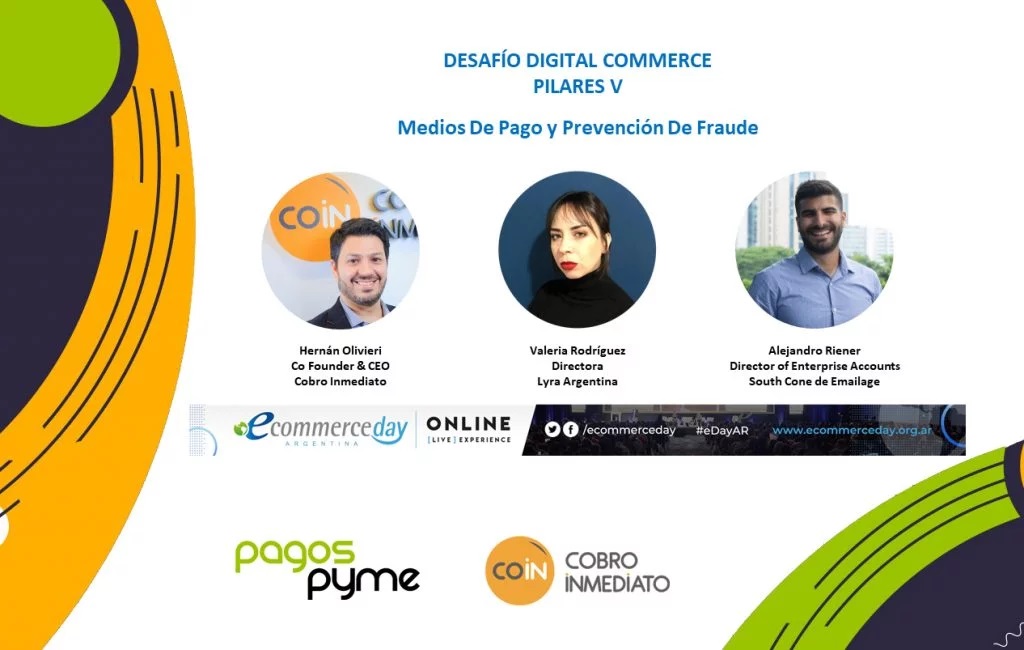 DESAFÍO DIGITAL COMMERCE
PILARES V
Medios De Pago y Prevención De Fraude
COiN
INM
Hernán Olivieri
Co Founder & CEO
Cobro Inmediato
Valeria Rodríguez
Directora
Lyra Argentina
Alejandro Riener
Director of Enterprise Accounts
South Cone de Emailage
ecommerceday
ARGENTINA
ONLINE
[LIVE] EXPERIENCE
/ecommerceday
#eDayAR
www.ecommerceday.org.ar
pagos
pyme
COiN
COBRO
iNMEDiATO